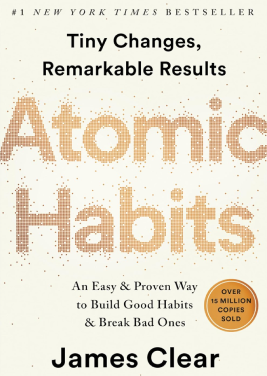 #1 NEW YORK TIMES BESTSELLER
Tiny Changes,
Remarkable Results
Atomic
Habits
An Easy & Proven Way
to Build Good Habits
& Break Bad Ones
OVER
15 MILLION
COPIES
SOLD
James Clear